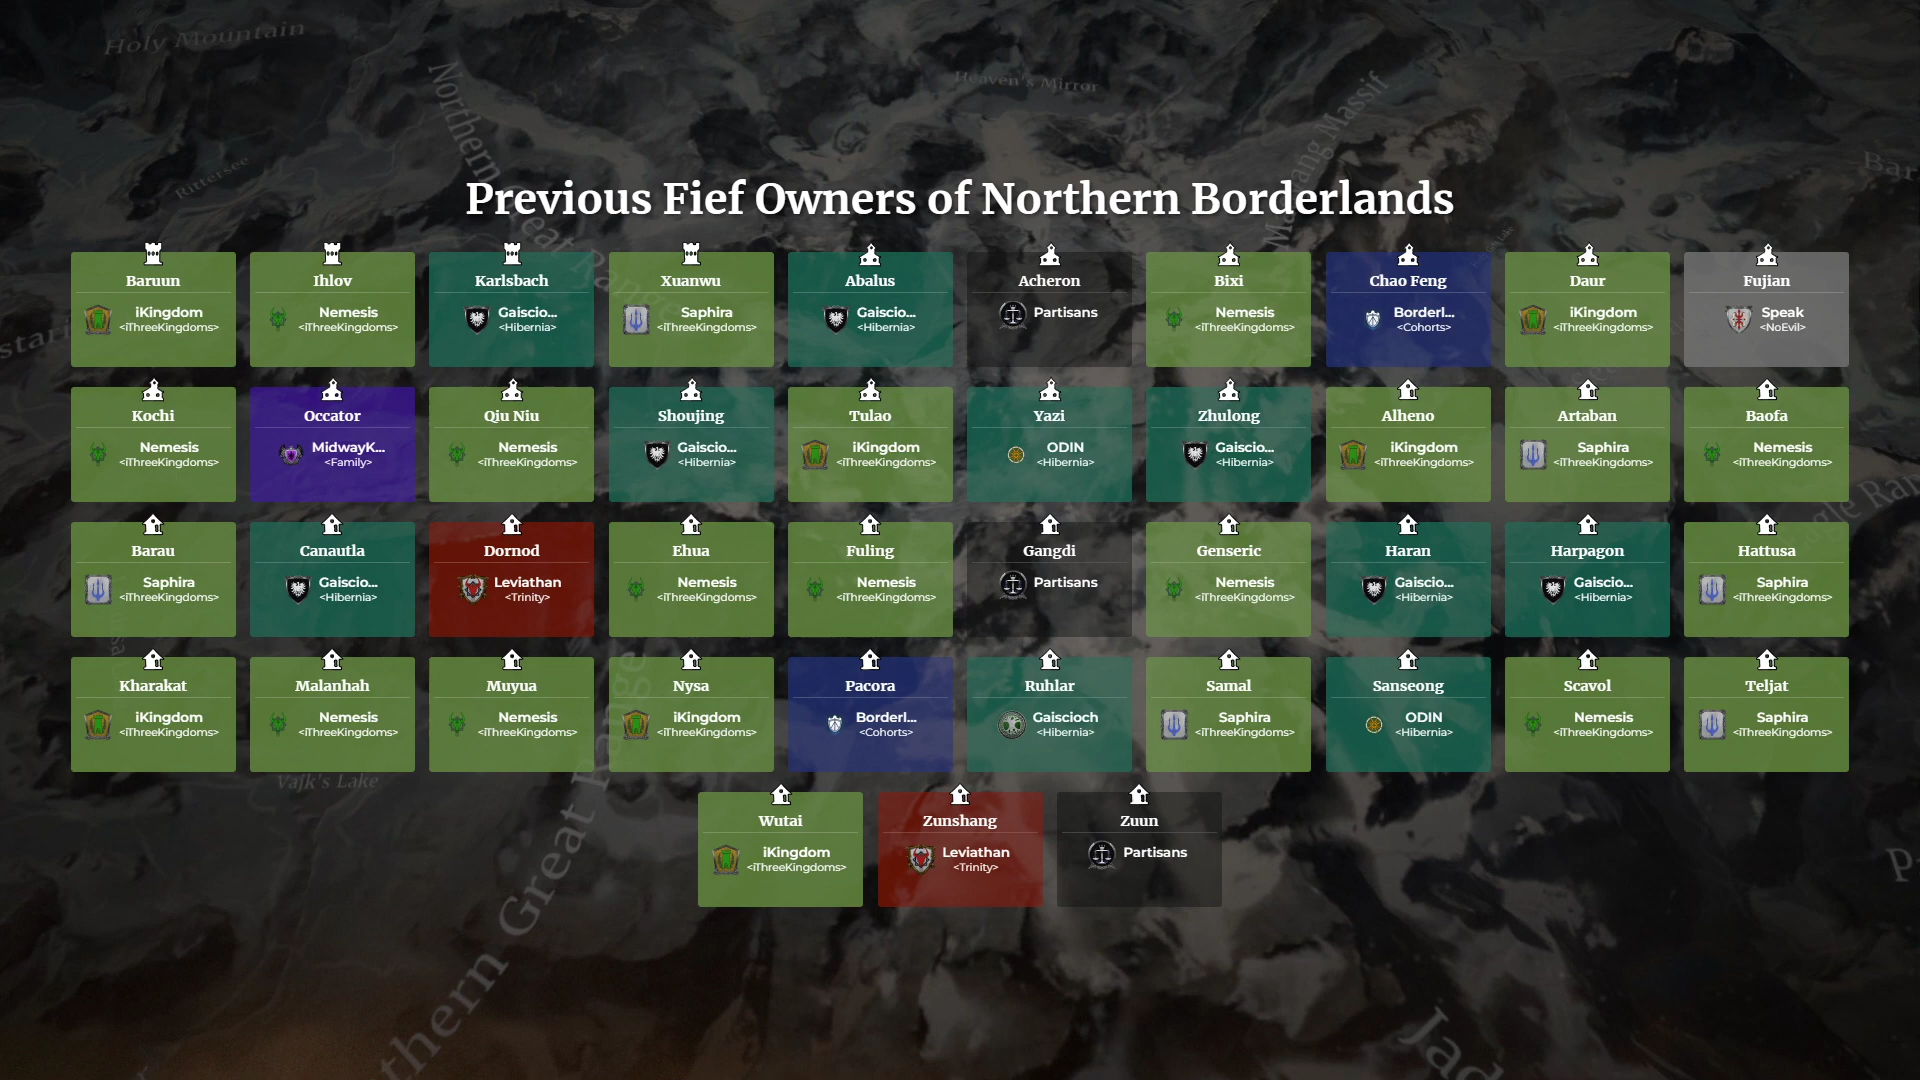 Holy Mountain
Northern
Heaven's Mirror
Rittersee
Previous Fief Owners of Northern Borderlands
Baruun
iKingdom
<iThreeKingdoms>
Ihlov
Nemesis
<iThreeKingdoms>
Karlsbach
Gaiscio...
<Hibernia>
Xuanwu
Saphira
<iThreeKingdoms>
Abalus
Gaiscio...
<Hibernia>
Acheron
Partisans
Bixi
Nemesis
<iThreeKingdoms>
Chao Feng
Borderl...
<Cohorts>
Daur
iKingdom
<iThreeKingdoms>
Fujian
Speak
<NoEvil>
Kochi
Nemesis
<iThreeKingdoms>
Occator
MidwayK...
<Family>
Qiu Niu
Nemesis
<iThreeKingdoms>
Shoujing
Gaiscio...
<Hibernia>
Tulao
iKingdom
<iThreeKingdoms>
Yazi
ODIN
<Hibernia>
Zhulong
Gaiscio...
<Hibernia>
Alheno
iKingdom
<iThreeKingdoms>
Artaban
Saphira
<iThreeKingdoms>
Baofa
Nemesis
<iThreeKingdoms>
Barau
Saphira
<iThreeKingdoms>
Canautla
Gaiscio...
<Hibernia>
Dornod
Leviathan
<Trinity>
Ehua
Nemesis
<iThreeKingdoms>
Fuling
Nemesis
<iThreeKingdoms>
Gangdi
Partisans
Genseric
Nemesis
<iThreeKingdoms>
Haran
Gaiscio...
<Hibernia>
Harpagon
Gaiscio...
<Hibernia>
Hattusa
Saphira
<iThreeKingdoms>
Kharakat
iKingdom
<iThreeKingdoms>
Malanhah
Nemesis
<iThreeKingdoms>
Muyua
Nemesis
<iThreeKingdoms>
Nysa
iKingdom
<iThreeKingdoms>
Pacora
Borderl...
<Cohorts>
Ruhlar
Gaiscioch
<Hibernia>
Samal
Saphira
<iThreeKingdoms>
Sanseong
ODIN
<Hibernia>
Scavol
Nemesis
<iThreeKingdoms>
Teljat
Saphira
<iThreeKingdoms>
Vajk's Lake
Wutai
iKingdom
<iThreeKingdoms>
Zunshang
Leviathan
<Trinity>
Zuun
Partisans
thern Great Range